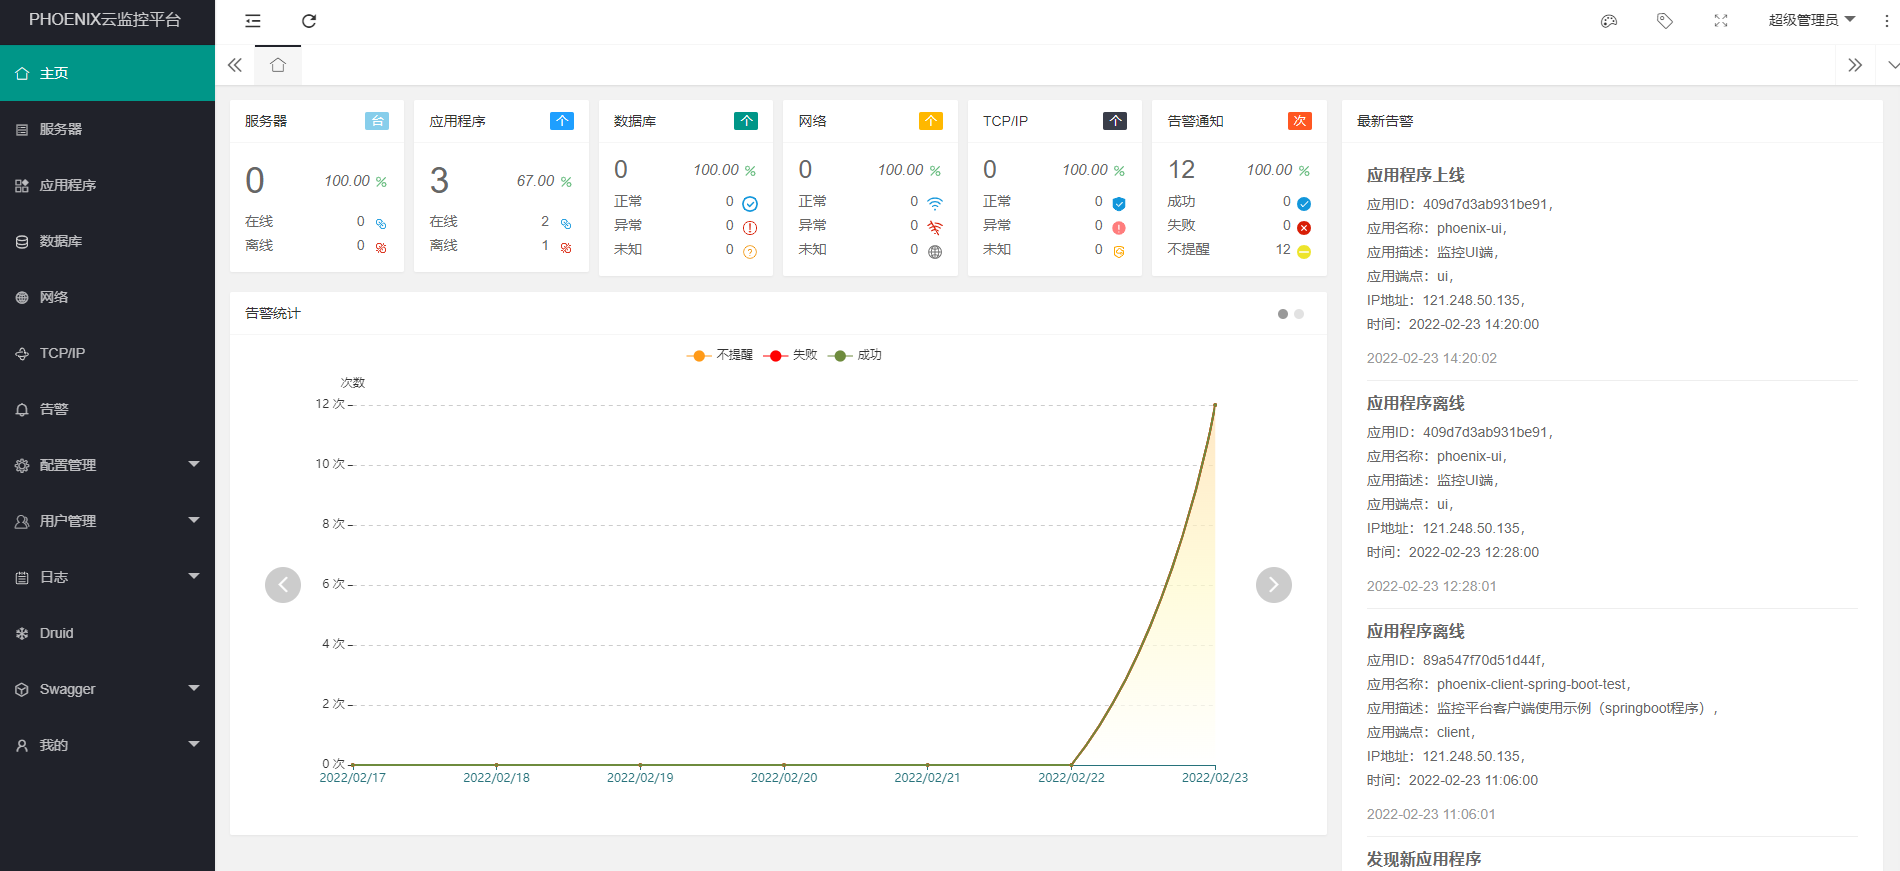 PHOENIX云监控平台
超级管理员
主页
服务器
应用程序
数据库
网络
TCP/IP
告警
配置管理
用户管理
日志
Druid
Swagger
我的
服务器 台
0 100.00 %
在线 0
离线 0
应用程序 个
3 67.00 %
在线 2
离线 1
数据库 个
0 100.00 %
正常 0
异常 0
未知 0
网络 个
0 100.00 %
正常 0
异常 0
未知 0
TCP/IP 个
0 100.00 %
正常 0
异常 0
未知 0
告警通知 次
12 100.00 %
成功 0
失败 0
不提醒 12
告警统计
不提醒 失败 成功
次数
12 次
10 次
8 次
6 次
4 次
2 次
0 次
2022/02/17 2022/02/18 2022/02/19 2022/02/20 2022/02/21 2022/02/22 2022/02/23
最新告警
应用程序上线
应用ID：409d7d3ab931be91，
应用名称：phoenix-ui，
应用描述：监控UI端，
应用端点：ui，
IP地址：121.248.50.135，
时间：2022-02-23 14:20:00
2022-02-23 14:20:02
应用程序离线
应用ID：409d7d3ab931be91，
应用名称：phoenix-ui，
应用描述：监控UI端，
应用端点：ui，
IP地址：121.248.50.135，
时间：2022-02-23 12:28:00
2022-02-23 12:28:01
应用程序离线
应用ID：89a547f70d51d44f，
应用名称：phoenix-client-spring-boot-test，
应用描述：监控平台客户端使用示例（springboot程序），
应用端点：client，
IP地址：121.248.50.135，
时间：2022-02-23 11:06:00
2022-02-23 11:06:01
发现新应用程序